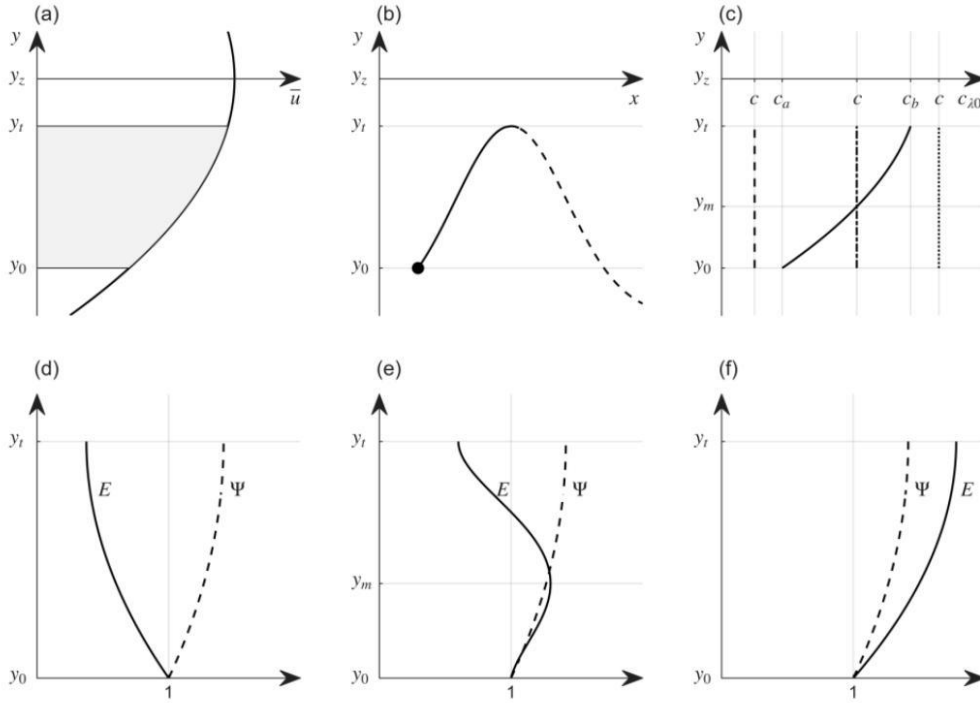 (a)
(b)
(c)
y
y
y
y_z
y_z
y_z
u̅
x
c
c_a
c
c_b
c
c_λ0
y_t
y_t
y_t
y_m
y_0
y_0
y_0
(d)
(e)
(f)
y_t
y_t
y_t
E
Ψ
E
Ψ
Ψ
E
y_m
y_0
y_0
y_0
1
1
1